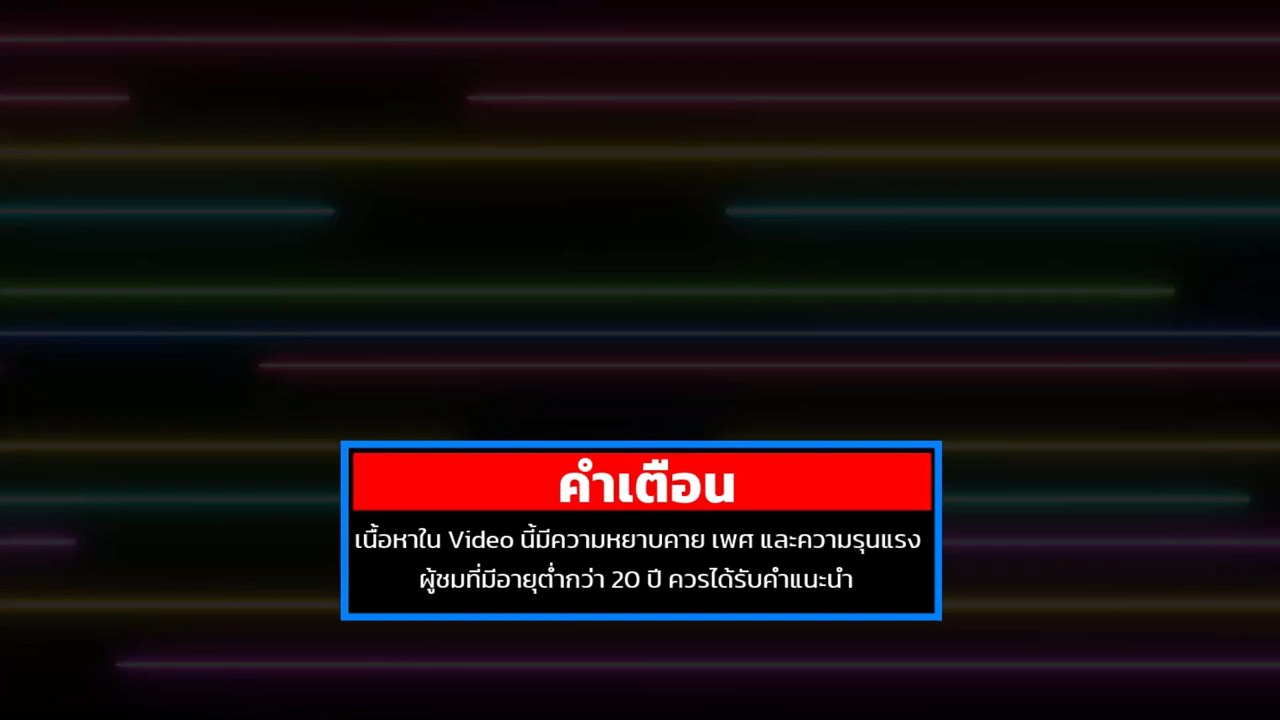 คำเตือน
เนื้อหาใน Video นี้มีความหยาบคาย เพศ และความรุนแรง
ผู้ชมที่มีอายุต่ำกว่า 20 ปี ควรได้รับคำแนะนำ